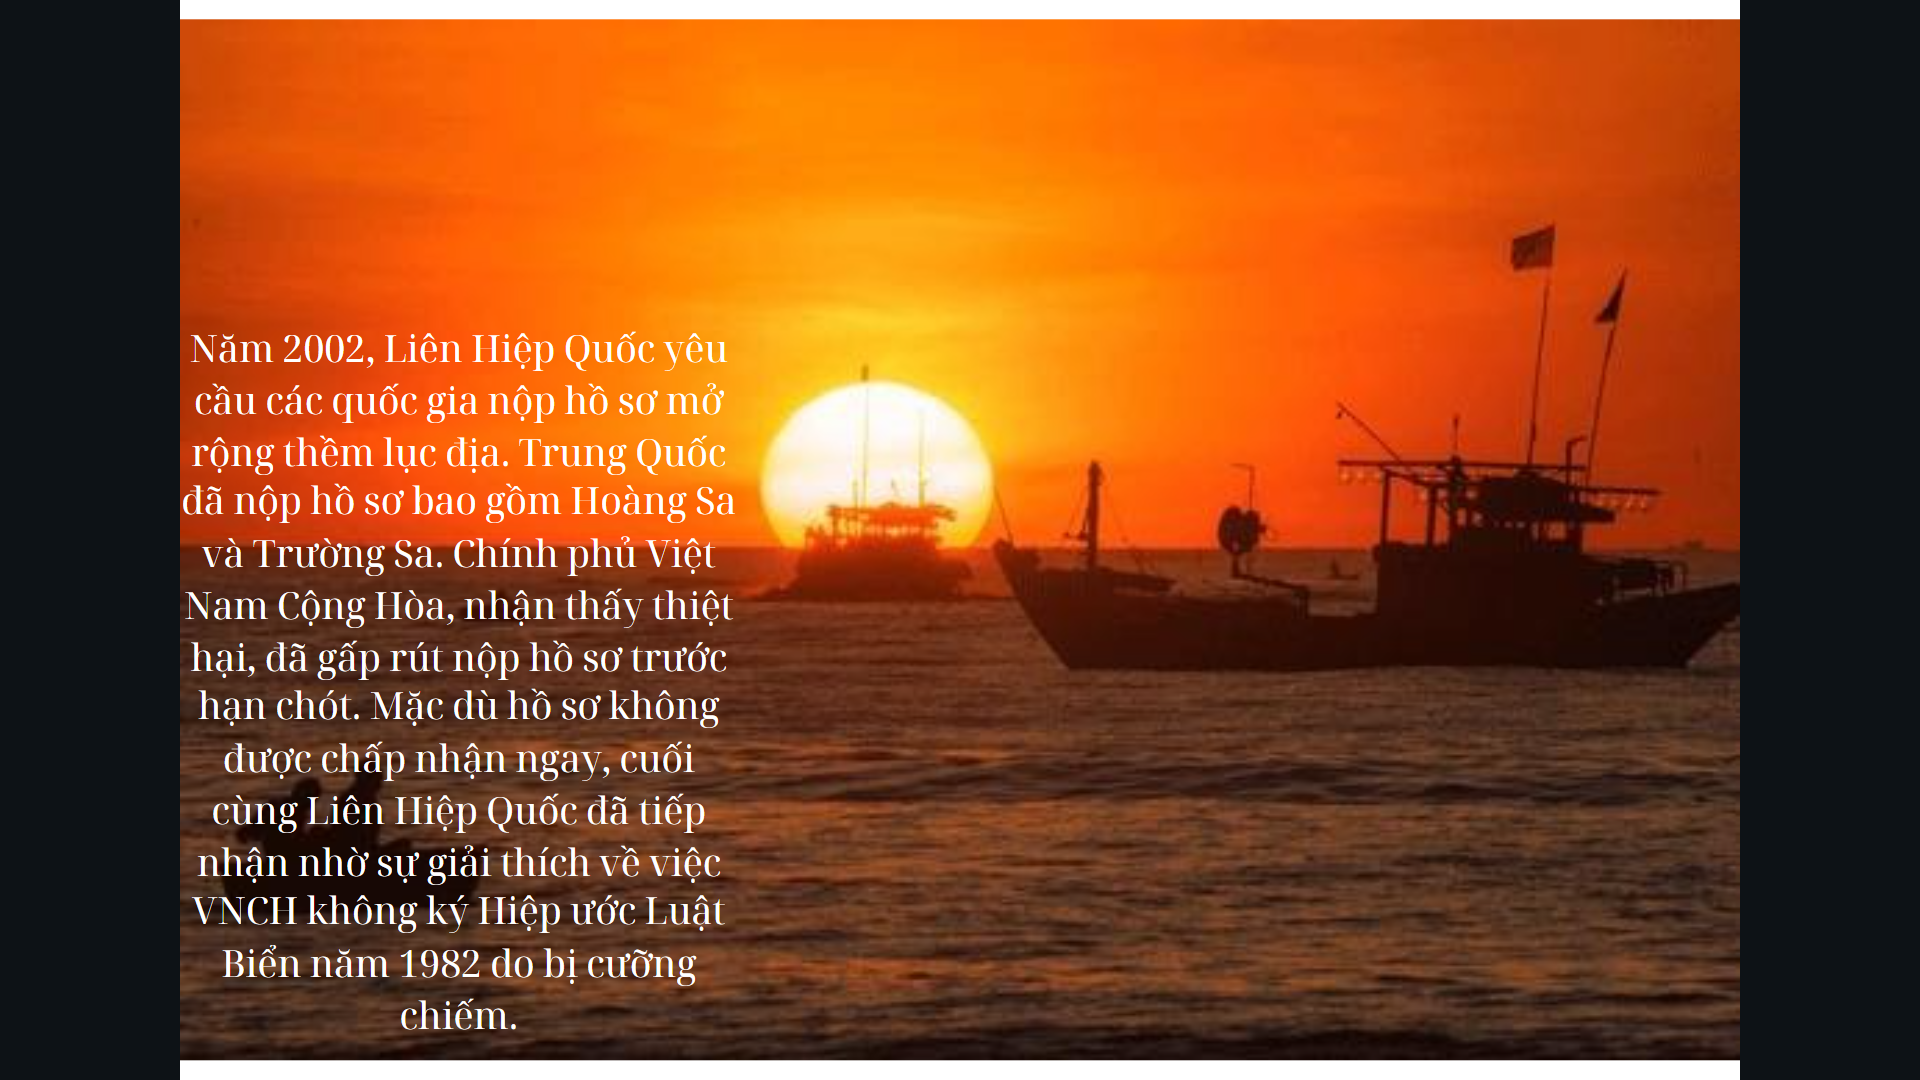 Năm 2002, Liên Hiệp Quốc yêu
cầu các quốc gia nộp hồ sơ mở
rộng thềm lục địa. Trung Quốc
đã nộp hồ sơ bao gồm Hoàng Sa
và Trường Sa. Chính phủ Việt
Nam Cộng Hòa, nhận thấy thiệt
hại, đã gấp rút nộp hồ sơ trước
hạn chót. Mặc dù hồ sơ không
được chấp nhận ngay, cuối
cùng Liên Hiệp Quốc đã tiếp
nhận nhờ sự giải thích về việc
VNCH không ký Hiệp ước Luật
Biển năm 1982 do bị cưỡng
chiếm.